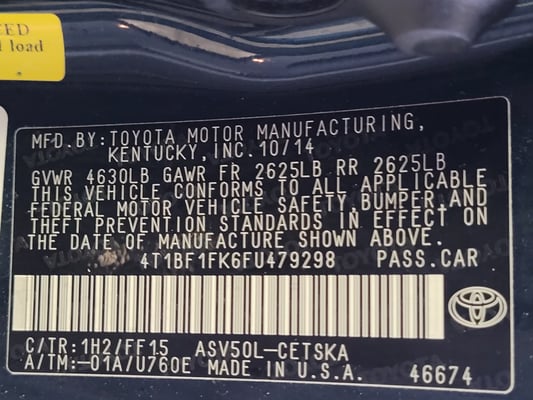 EED
load
MFD.BY:TOYOTA MOTOR MANUFACTURING,
KENTUCKY, INC. 10/14
GVWR 4630LB GAWR FR 2625LB RR 2625LB
THIS VEHICLE CONFORMS TO ALL APPLICABLE
FEDERAL MOTOR VEHICLE SAFETY, BUMPER, AND
THEFT PREVENTION STANDARDS IN EFFECT ON
THE DATE OF MANUFACTURE SHOWN ABOVE.
4T1BF1FK6FU479298 PASS.CAR
C/TR:1H2/FF15 ASV50L-CETSKA
A/TM:-01A/U760E MADE IN U.S.A. 46674